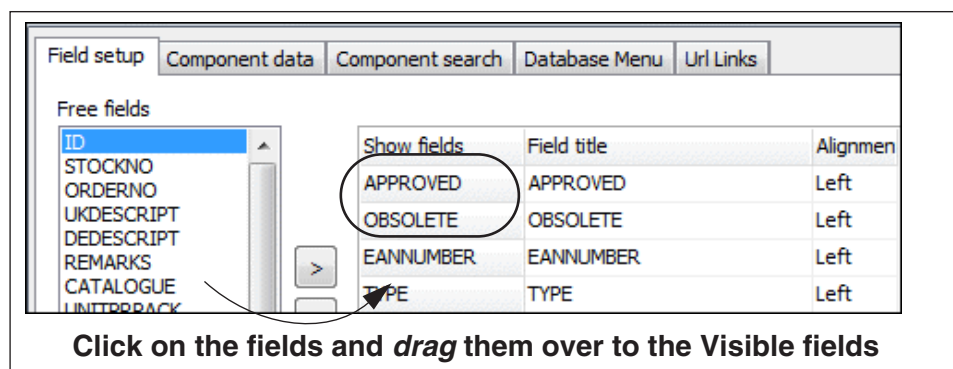 Field setup Component data Component search Database Menu Url Links
Free fields
ID
STOCKNO
ORDERNO
UKDESCRIPT
DEDESCRIPT
REMARKS
CATALOGUE
UNITPRPACK
>
Show fields Field title Alignmen
APPROVED APPROVED Left
OBSOLETE OBSOLETE Left
EANNUMBER EANNUMBER Left
TYPE TYPE Left
Click on the fields and drag them over to the Visible fields